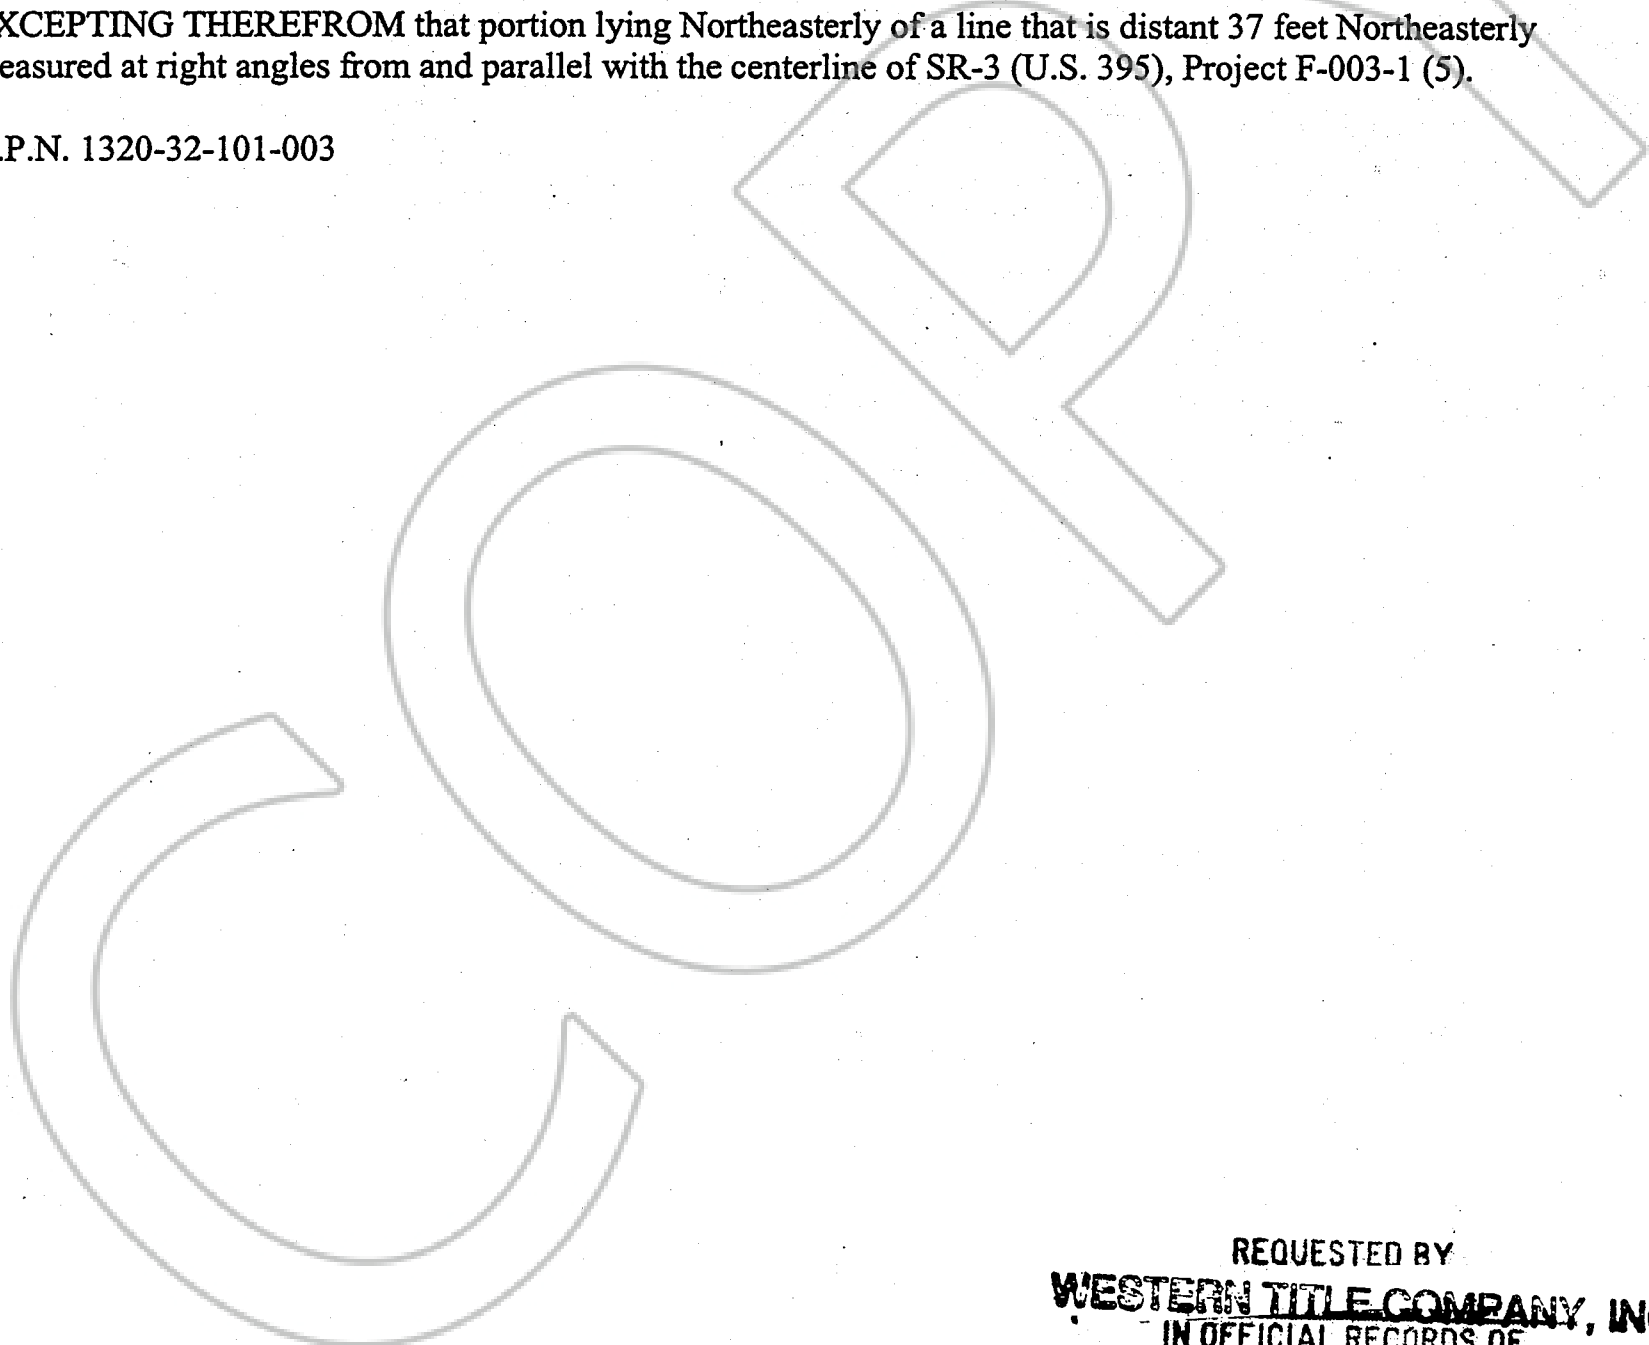 XCEPTING THEREFROM that portion lying Northeasterly of a line that is distant 37 feet Northeasterly
easured at right angles from and parallel with the centerline of SR-3 (U.S. 395), Project F-003-1 (5).
.P.N. 1320-32-101-003
COPY
REQUESTED BY
WESTERN TITLE COMPANY, IN
IN OFFICIAL RECORDS OF